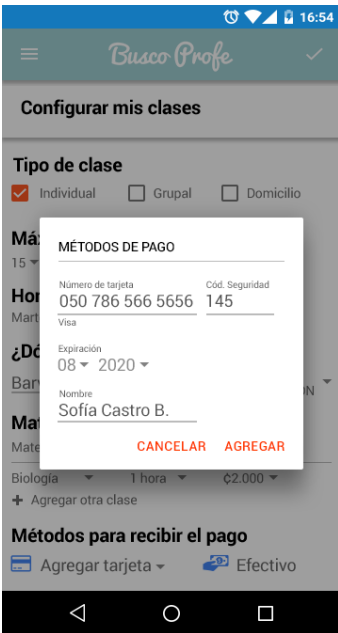 16:54
Busco Profe
Configurar mis clases
Tipo de clase
Individual Grupal Domicilio
MÉTODOS DE PAGO
15
Número de tarjeta Cód. Seguridad
050 786 566 5656 145
Visa
Expiración
08 2020
Nombre
Sofía Castro B.
CANCELAR AGREGAR
Biología 1 hora ₡2.000
+ Agregar otra clase
Métodos para recibir el pago
Agregar tarjeta Efectivo